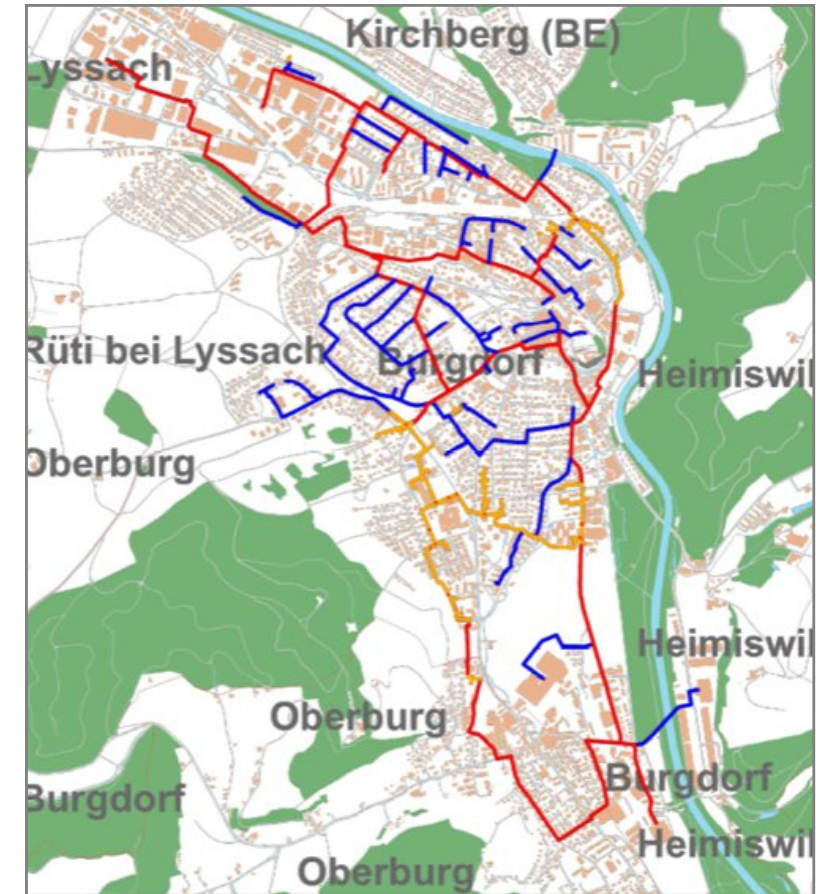 Kirchberg (BE)
Lyssach
Rüti bei Lyssach
Burgdorf
Heimiswil
Oberburg
Heimiswil
Oberburg
Burgdorf
Burgdorf
Heimiswil
Oberburg